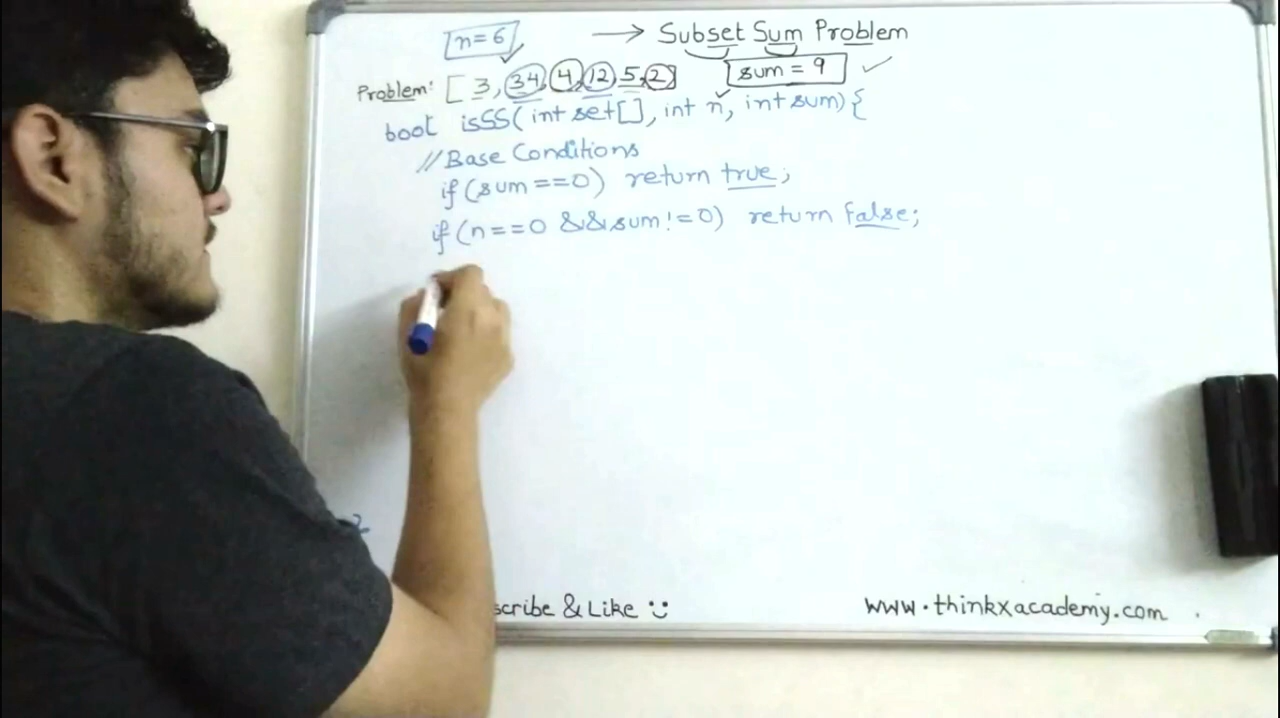 n=6 → Subset Sum Problem
Problem: [ 3, 34, 4, 12, 5, 2 ] sum = 9
bool isSS( int set[], int n, int sum) {
//Base Conditions
if (sum==0) return true;
if (n==0 && sum!=0) return false;
scribe & Like
www.thinkxacademy.com